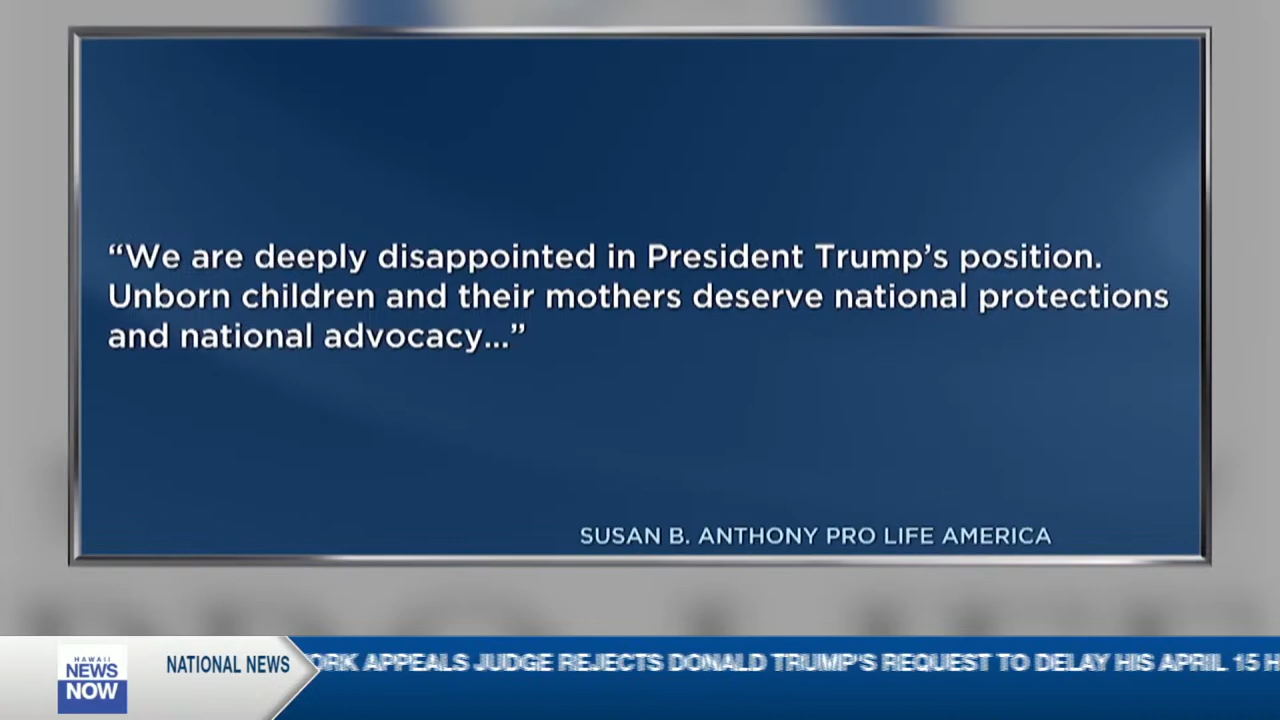 “We are deeply disappointed in President Trump’s position.
Unborn children and their mothers deserve national protections
and national advocacy...”
SUSAN B. ANTHONY PRO LIFE AMERICA
HAWAII
NEWS
NOW
NATIONAL NEWS
APPEALS JUDGE REJECTS DONALD TRUMP'S REQUEST TO DELAY HIS APRIL 15